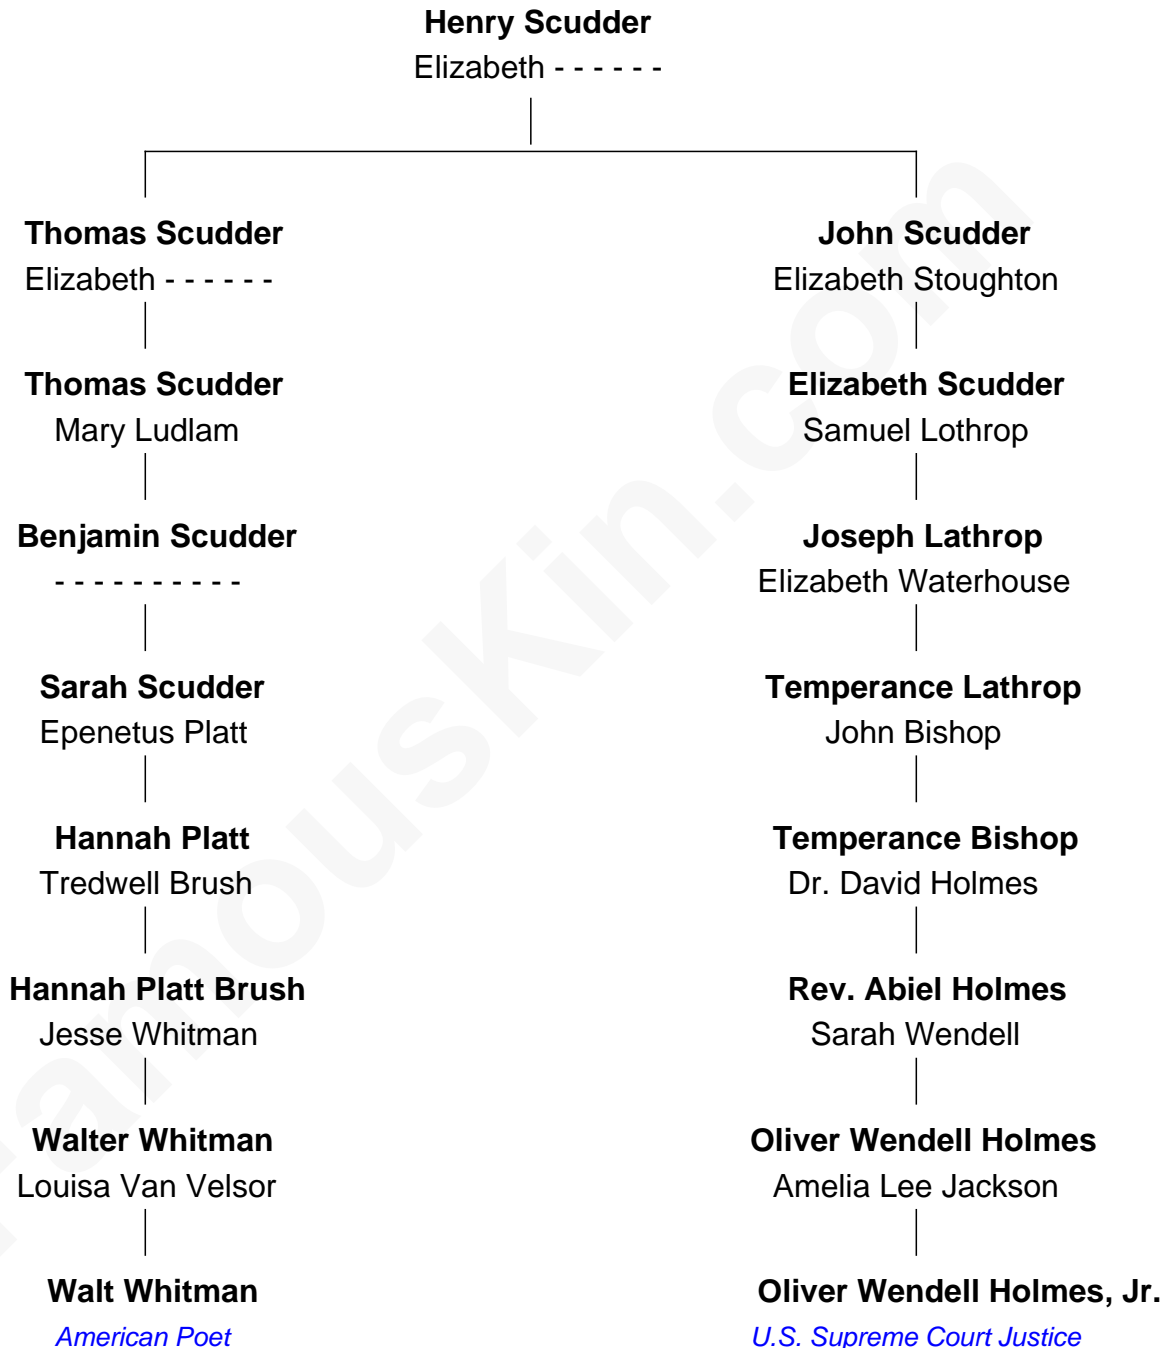 Henry Scudder
Elizabeth - - - - - -
Thomas Scudder
Elizabeth - - - - - -
John Scudder
Elizabeth Stoughton
Thomas Scudder
Mary Ludlam
Elizabeth Scudder
Samuel Lothrop
Benjamin Scudder
- - - - - - - - - -
Joseph Lathrop
Elizabeth Waterhouse
Sarah Scudder
Epenetus Platt
Temperance Lathrop
John Bishop
Hannah Platt
Tredwell Brush
Temperance Bishop
Dr. David Holmes
Hannah Platt Brush
Jesse Whitman
Rev. Abiel Holmes
Sarah Wendell
Walter Whitman
Louisa Van Velsor
Oliver Wendell Holmes
Amelia Lee Jackson
Walt Whitman
American Poet
Oliver Wendell Holmes, Jr.
U.S. Supreme Court Justice
FamousKin.com